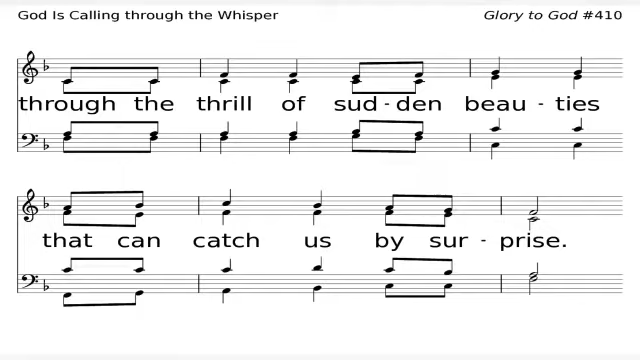 God Is Calling through the Whisper
Glory to God #410
through the thrill of sud - den beau - ties
that can catch us by sur - prise.